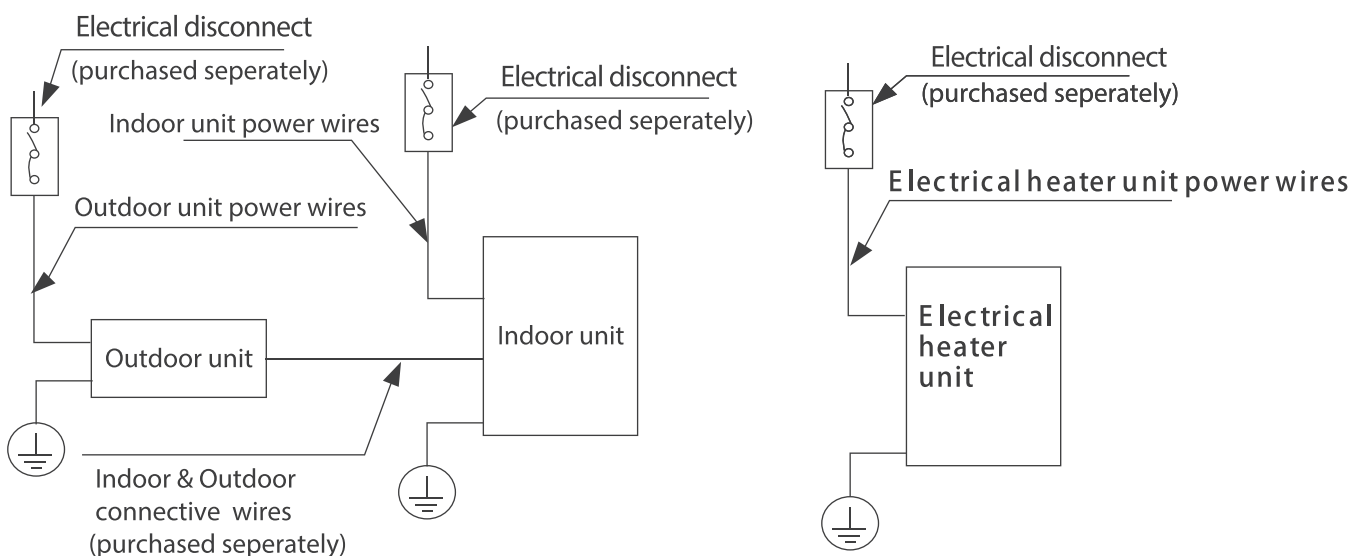 Electrical disconnect
(purchased seperately)
Electrical disconnect
(purchased seperately)
Indoor unit power wires
Outdoor unit power wires
Outdoor unit
Indoor unit
Indoor & Outdoor
connective wires
(purchased seperately)
Electrical disconnect
(purchased seperately)
Electrical heater unit power wires
Electrical
heater
unit